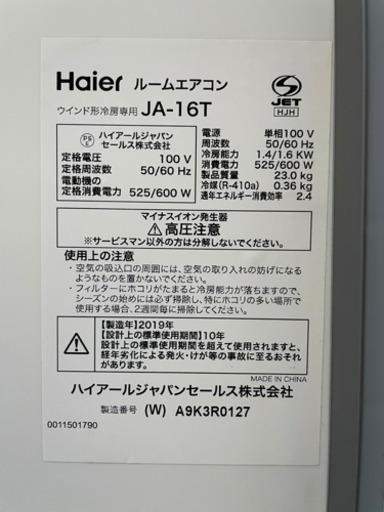 Haier ルームエアコン
ウインド形冷房専用 JA-16T
JET
HJH
PS
E
ハイアールジャパン
セールス株式会社
定格電圧 100 V
定格周波数 50/60 Hz
電動機の
定格消費電力 525/600 W
電源 単相100 V
周波数 50/60 Hz
冷房能力 1.4/1.6 KW
消費電力 525/600 W
製品質量 23.0 kg
冷媒(R-410a) 0.36 kg
通年エネルギー消費効率 2.4
マイナスイオン発生器
高圧注意
※サービスマン以外の方は分解しないでください。
使用上の注意
・空気の吸込口の周囲には、空気の取り入れの妨げになる
ようなものを置かないでください。
・フィルターにホコリがたまると冷房能力が落ちますので、
シーズンの始めには必ず掃除し、特にホコリの多い場所で
使用する場合、2週間毎に掃除してください。
【製造年】2019年
【設計上の標準使用期間】10年
設計上の標準使用期間を超えて使用されますと、
経年劣化による発火・けが等の事故に至るおそれ
があります。
MADE IN CHINA
ハイアールジャパンセールス株式会社
製造番号 (W) A9K3R0127
0011501790